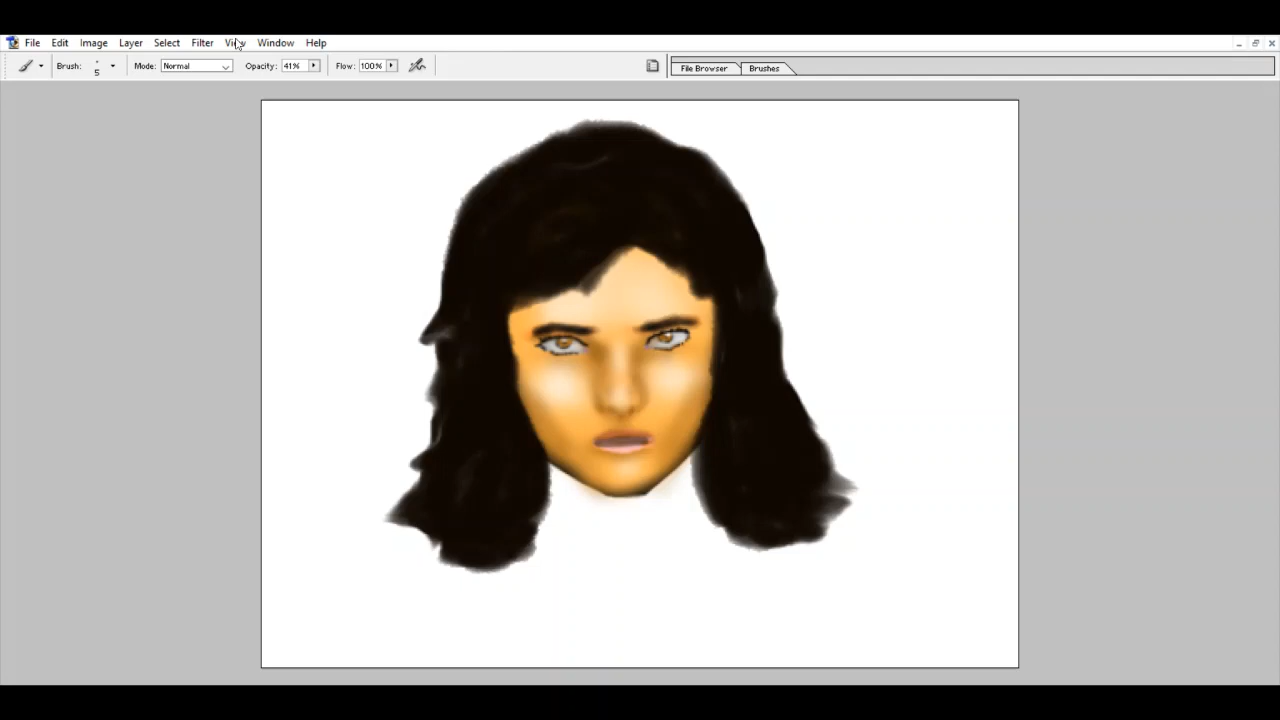 File Edit Image Layer Select Filter View Window Help
Brush: 5 Mode: Normal Opacity: 41% Flow: 100% File Browser Brushes